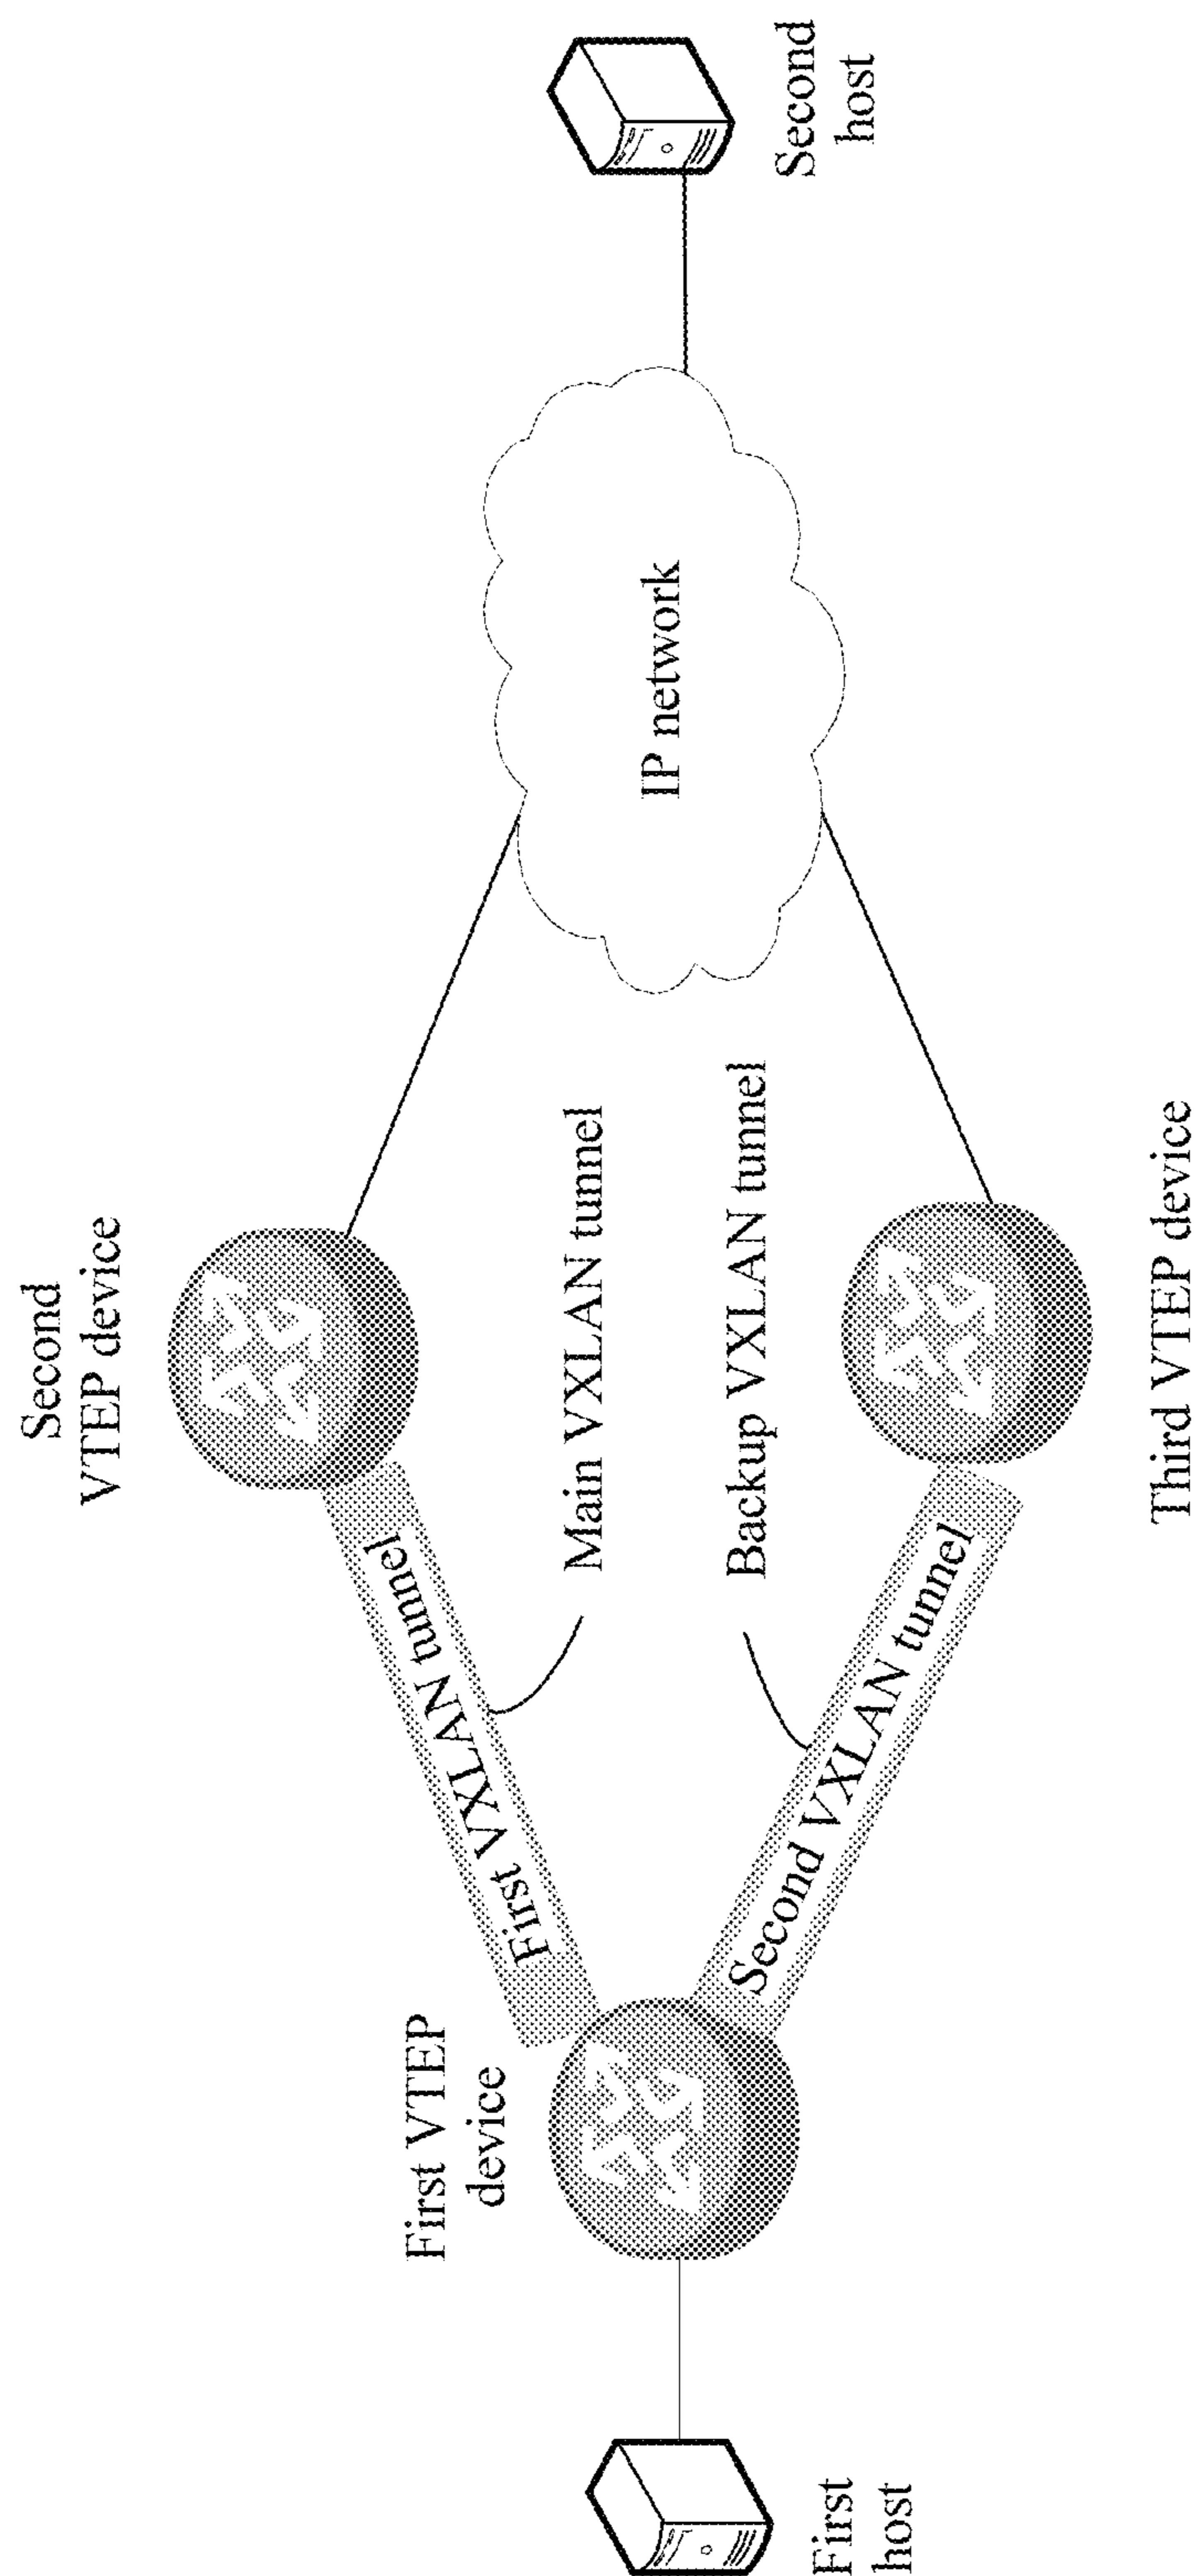 Second
VTEP device
First VTEP
device
First VXLAN tunnel
Main VXLAN tunnel
IP network
Second
host
First
host
Second VXLAN tunnel
Backup VXLAN tunnel
Third VTEP device